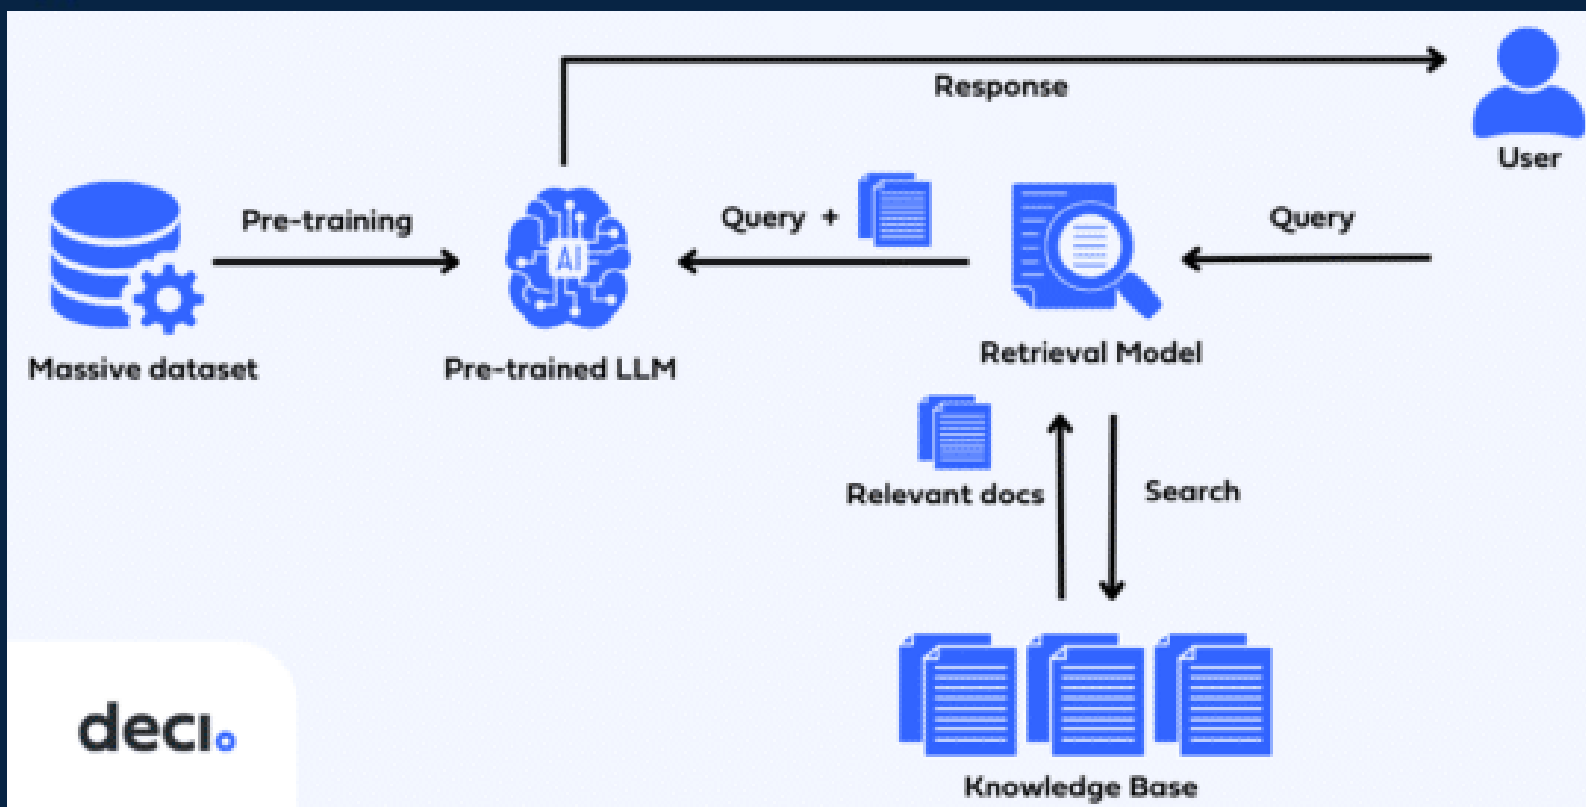 Response
User
Pre-training
Query +
Query
AI
Massive dataset
Pre-trained LLM
Retrieval Model
Relevant docs
Search
Knowledge Base
deci.